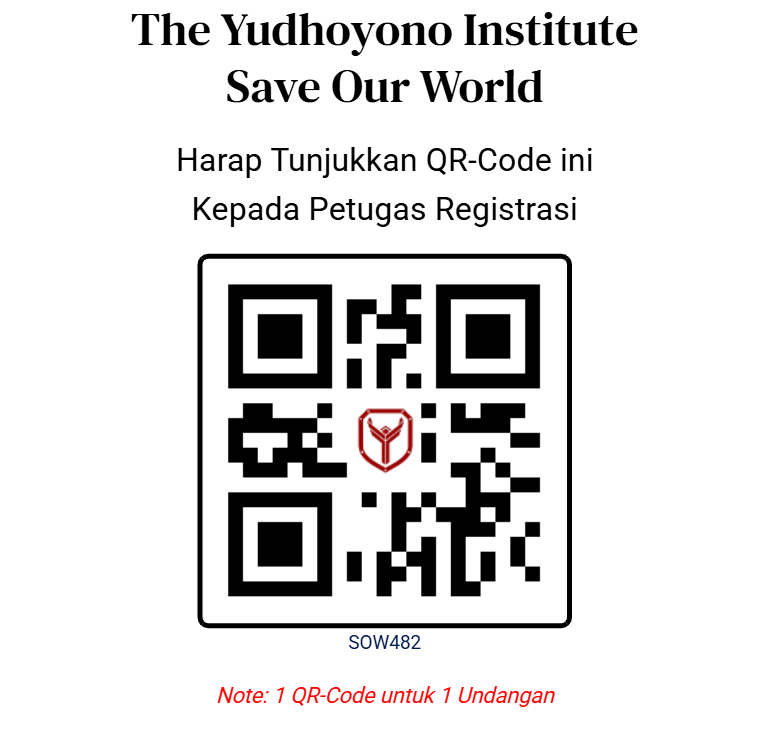 The Yudhoyono Institute
Save Our World
Harap Tunjukkan QR-Code ini
Kepada Petugas Registrasi
SOW482
Note: 1 QR-Code untuk 1 Undangan